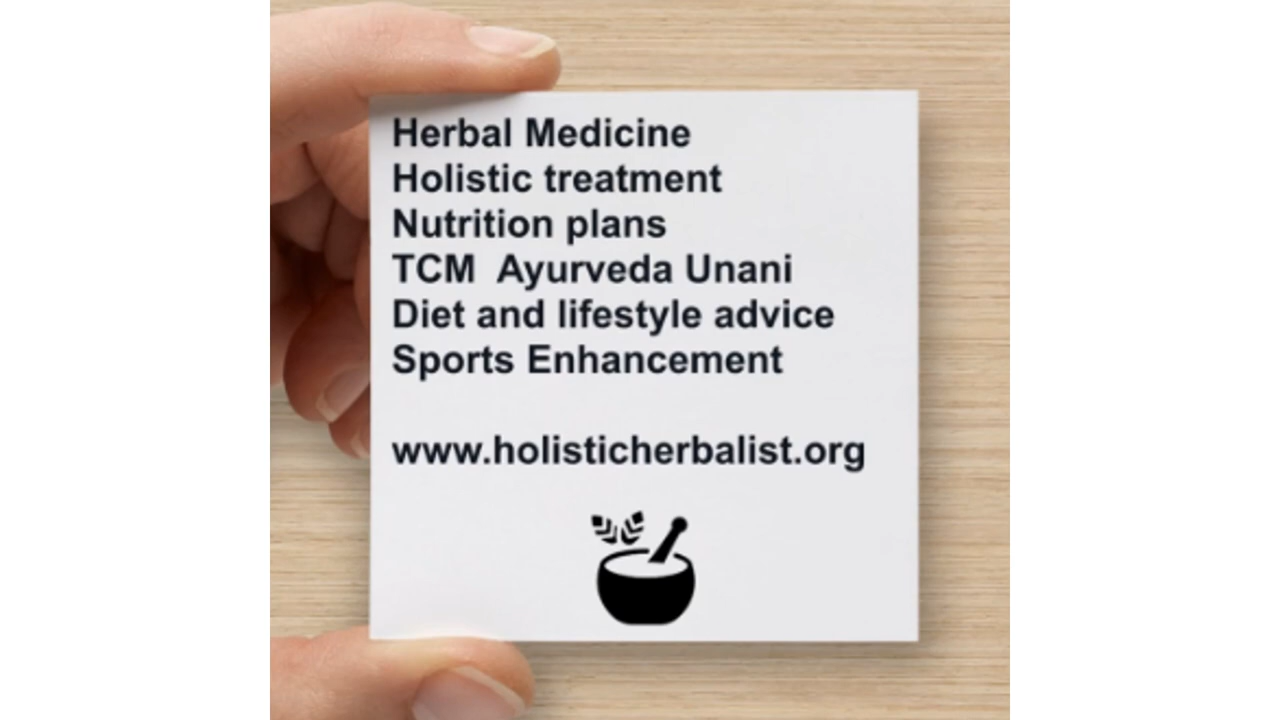 Herbal Medicine
Holistic treatment
Nutrition plans
TCM  Ayurveda Unani
Diet and lifestyle advice
Sports Enhancement
www.holisticherbalist.org